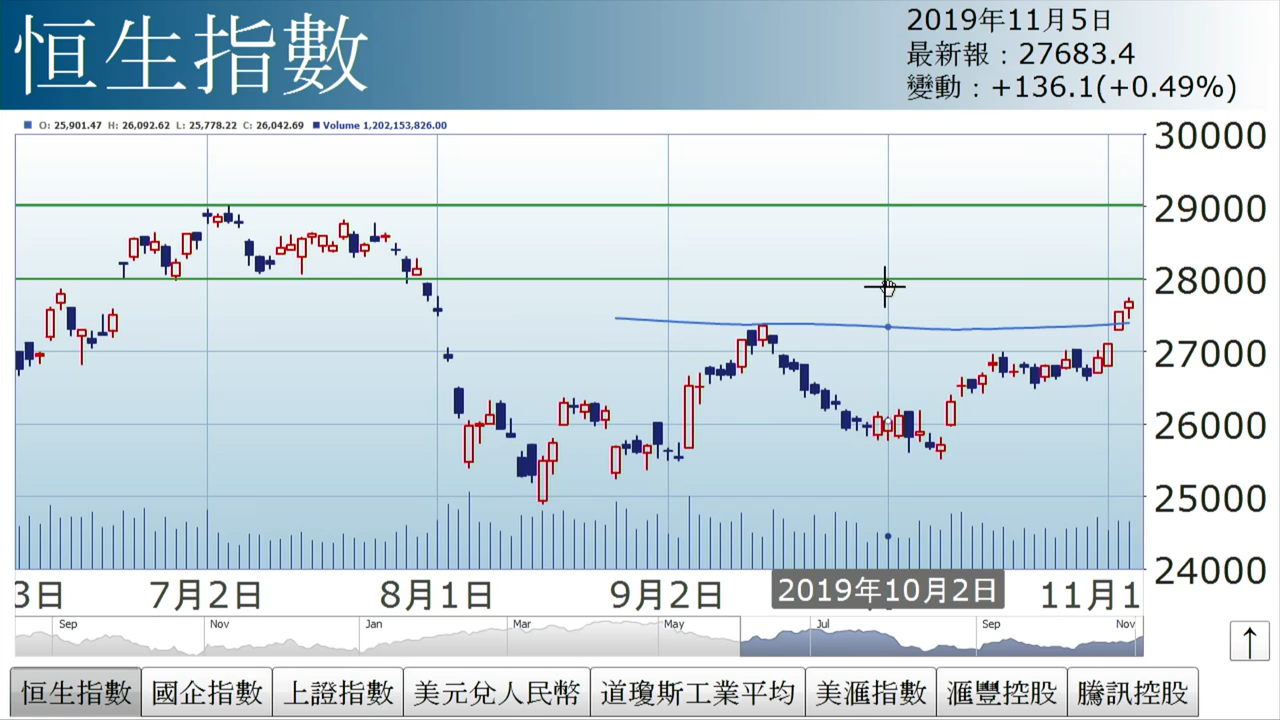 恒生指數
2019年11月5日
最新報：27683.4
變動：+136.1(+0.49%)
O: 25,901.47 H: 26,092.62 L: 25,778.22 C: 26,042.69 Volume 1,202,153,826.00
30000
29000
28000
27000
26000
25000
24000
3日 7月2日 8月1日 9月2日 2019年10月2日 11月1
Sep Nov Jan Mar May Jul Sep Nov
↑
恒生指數 國企指數 上證指數 美元兌人民幣 道瓊斯工業平均 美滙指數 滙豐控股 騰訊控股